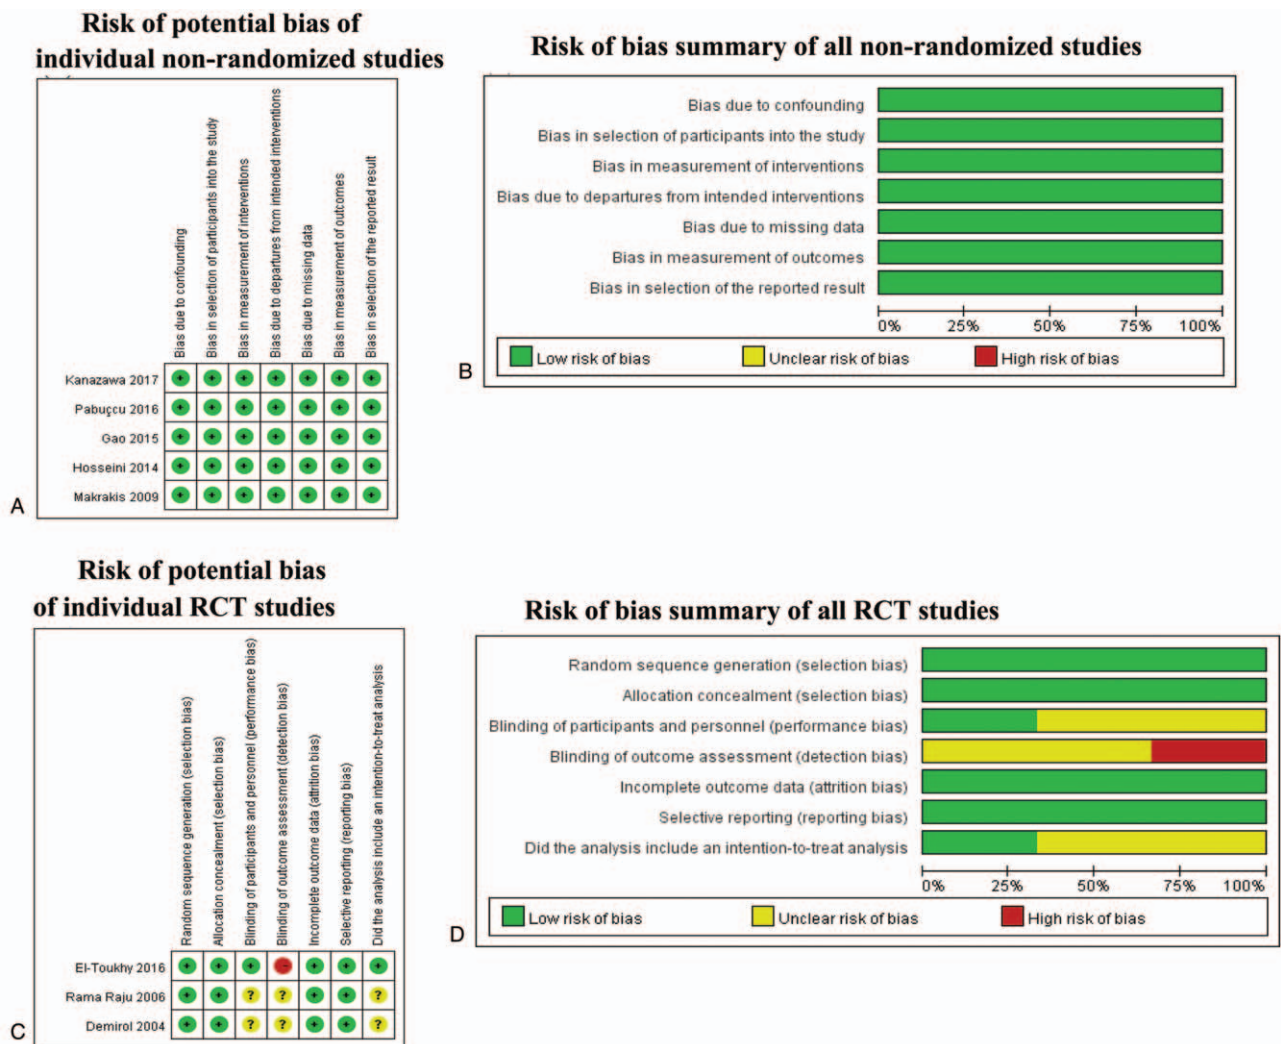 Risk of potential bias of
individual non-randomized studies
Bias due to confounding
Bias in selection of participants into the study
Bias in measurement of interventions
Bias due to departures from intended interventions
Bias due to missing data
Bias in measurement of outcomes
Bias in selection of the reported result
Kanazawa 2017 + + + + + + +
Pabuçcu 2016 + + + + + + +
Gao 2015 + + + + + + +
Hosseini 2014 + + + + + + +
Makrakis 2009 + + + + + + +
A
Risk of bias summary of all non-randomized studies
Bias due to confounding
Bias in selection of participants into the study
Bias in measurement of interventions
Bias due to departures from intended interventions
Bias due to missing data
Bias in measurement of outcomes
Bias in selection of the reported result
0% 25% 50% 75% 100%
Low risk of bias Unclear risk of bias High risk of bias
B
Risk of potential bias
of individual RCT studies
Random sequence generation (selection bias)
Allocation concealment (selection bias)
Blinding of participants and personnel (performance bias)
Blinding of outcome assessment (detection bias)
Incomplete outcome data (attrition bias)
Selective reporting (reporting bias)
Did the analysis include an intention-to-treat analysis
El-Toukhy 2016 + + + - + + +
Rama Raju 2006 + + ? ? + + ?
Demirol 2004 + + ? ? + + ?
C
Risk of bias summary of all RCT studies
Random sequence generation (selection bias)
Allocation concealment (selection bias)
Blinding of participants and personnel (performance bias)
Blinding of outcome assessment (detection bias)
Incomplete outcome data (attrition bias)
Selective reporting (reporting bias)
Did the analysis include an intention-to-treat analysis
0% 25% 50% 75% 100%
Low risk of bias Unclear risk of bias High risk of bias
D